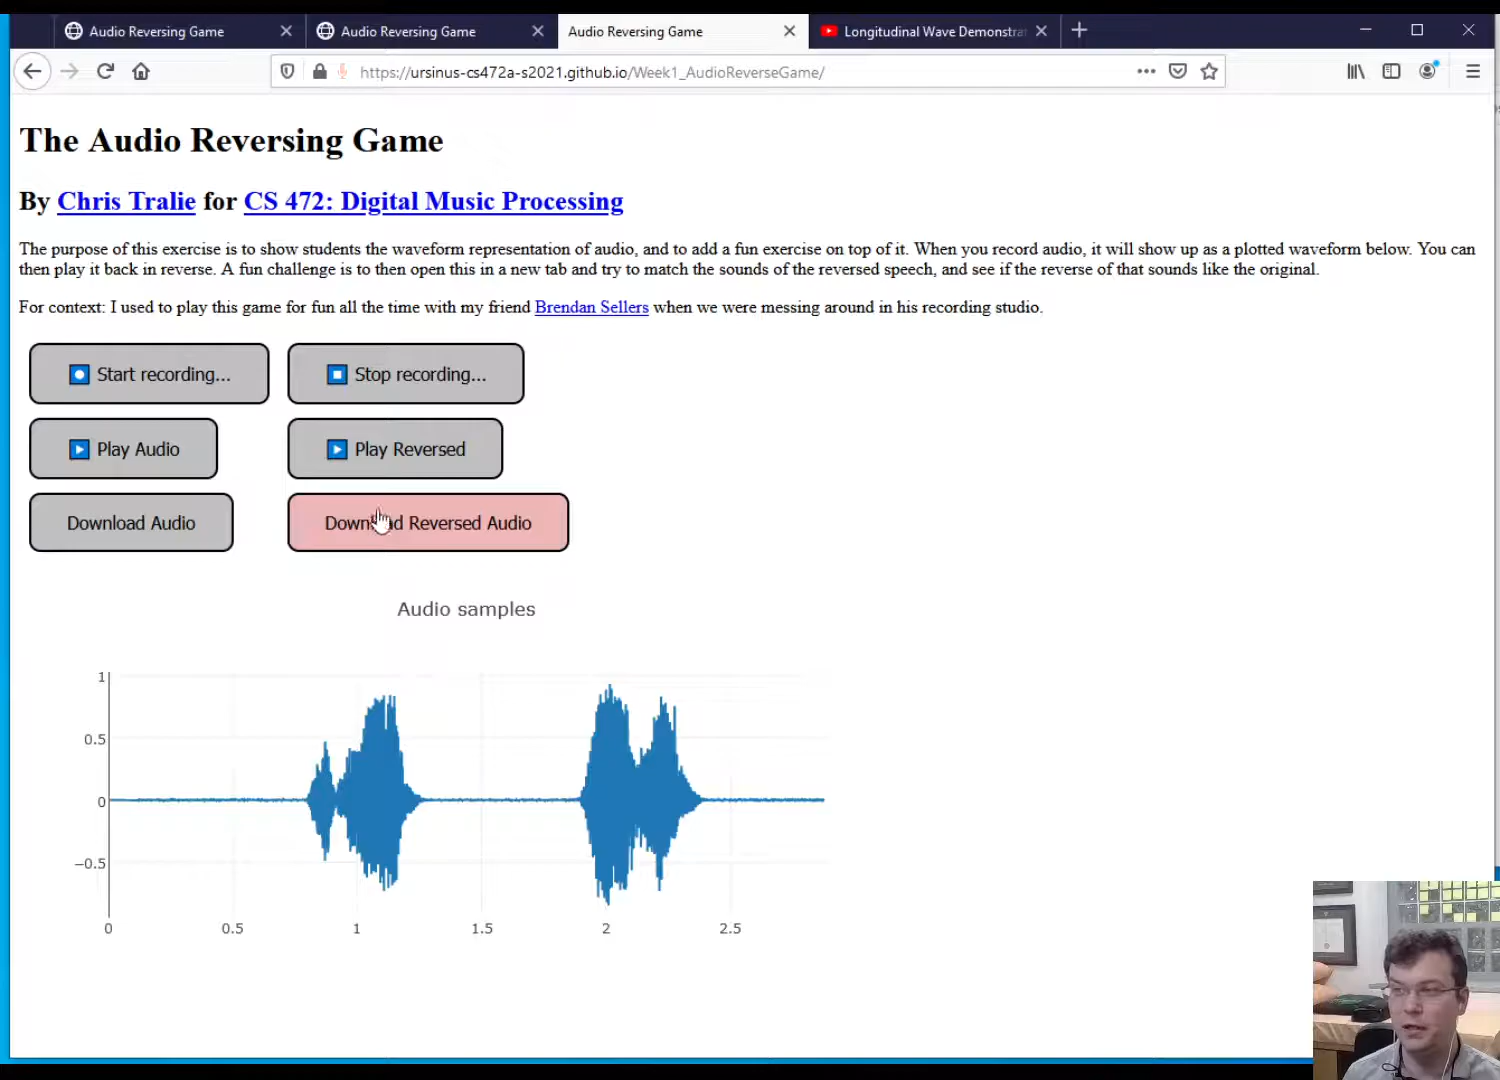 Audio Reversing Game
Audio Reversing Game
Audio Reversing Game
Longitudinal Wave Demonstra
https://ursinus-cs472a-s2021.github.io/Week1_AudioReverseGame/
The Audio Reversing Game
By Chris Tralie for CS 472: Digital Music Processing
The purpose of this exercise is to show students the waveform representation of audio, and to add a fun exercise on top of it. When you record audio, it will show up as a plotted waveform below. You can
then play it back in reverse. A fun challenge is to then open this in a new tab and try to match the sounds of the reversed speech, and see if the reverse of that sounds like the original.
For context: I used to play this game for fun all the time with my friend Brendan Sellers when we were messing around in his recording studio.
Start recording...
Stop recording...
Play Audio
Play Reversed
Download Audio
Download Reversed Audio
Audio samples
1
0.5
0
−0.5
0 0.5 1 1.5 2 2.5